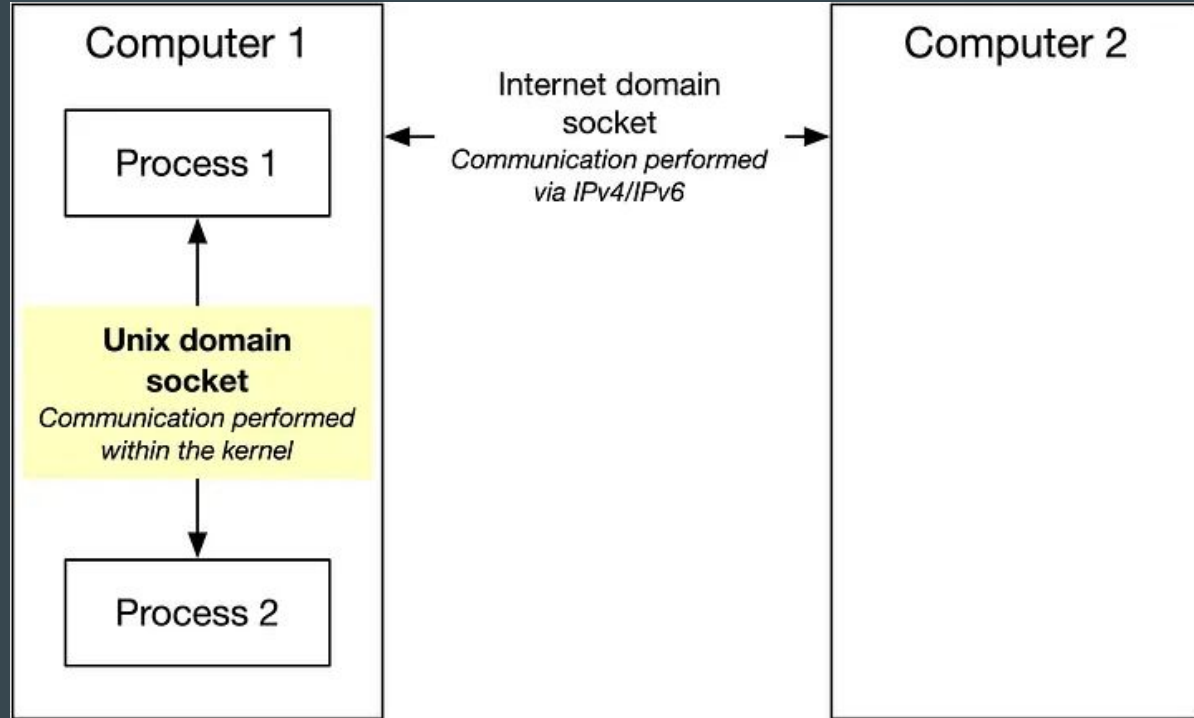 Computer 1
Process 1
Unix domain
socket
Communication performed
within the kernel
Process 2
Internet domain
socket
Communication performed
via IPv4/IPv6
Computer 2